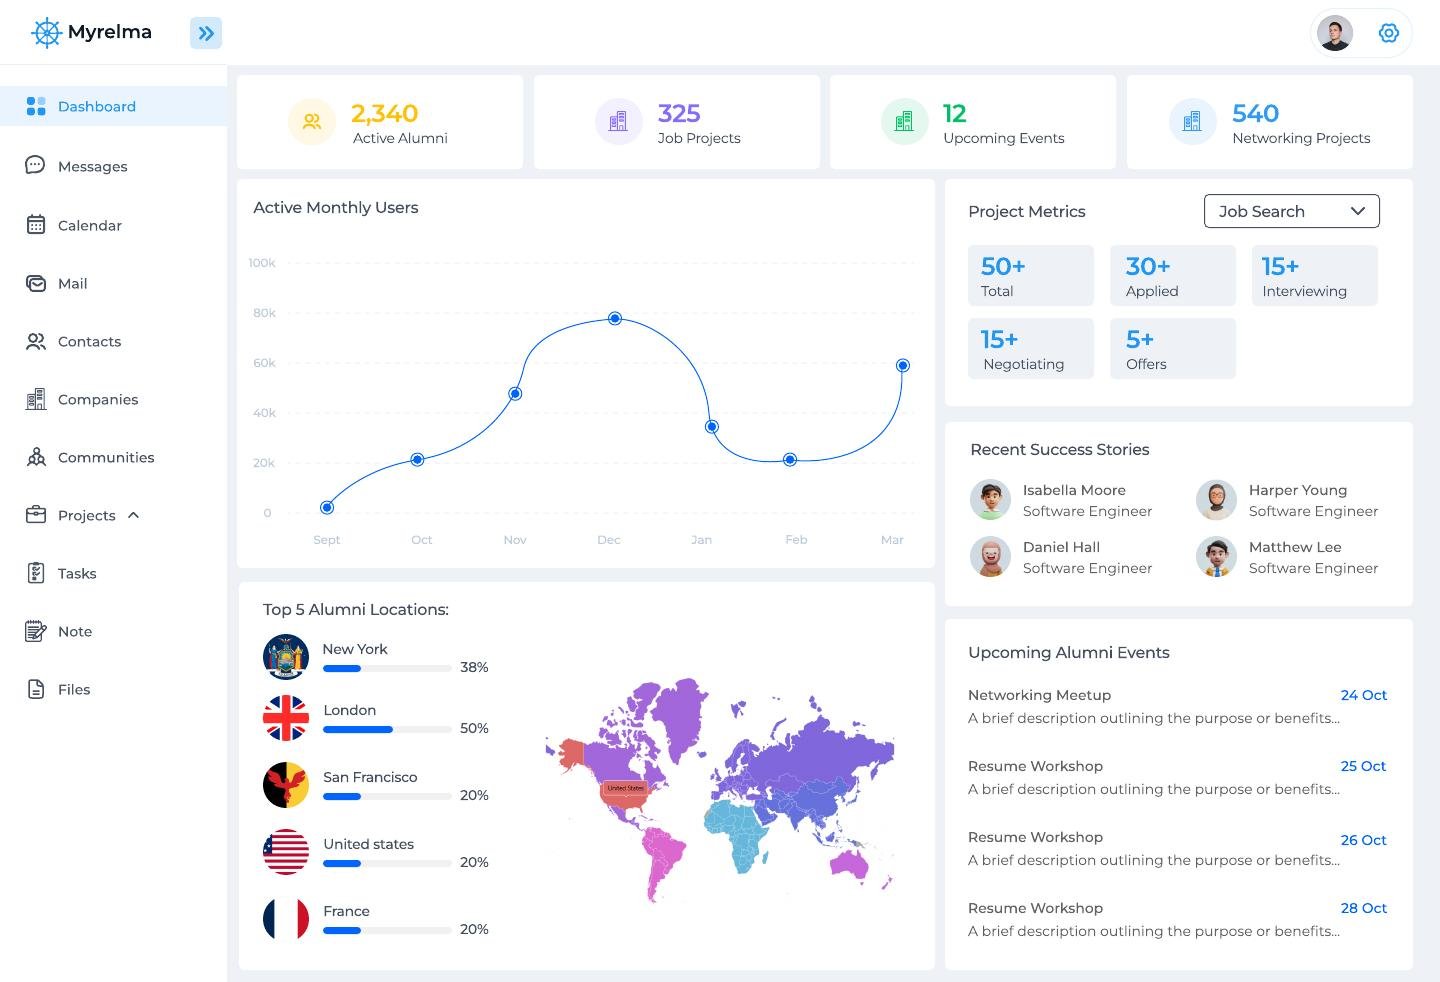 Myrelma
Dashboard
Messages
Calendar
Mail
Contacts
Companies
Communities
Projects
Tasks
Note
Files
2,340
Active Alumni
325
Job Projects
12
Upcoming Events
540
Networking Projects
Active Monthly Users
100k
80k
60k
40k
20k
0
Sept Oct Nov Dec Jan Feb Mar
Project Metrics
Job Search
50+
Total
30+
Applied
15+
Interviewing
15+
Negotiating
5+
Offers
Recent Success Stories
Isabella Moore
Software Engineer
Harper Young
Software Engineer
Daniel Hall
Software Engineer
Matthew Lee
Software Engineer
Top 5 Alumni Locations:
New York
38%
London
50%
San Francisco
20%
United states
20%
France
20%
United States
Upcoming Alumni Events
Networking Meetup 24 Oct
A brief description outlining the purpose or benefits...
Resume Workshop 25 Oct
A brief description outlining the purpose or benefits...
Resume Workshop 26 Oct
A brief description outlining the purpose or benefits...
Resume Workshop 28 Oct
A brief description outlining the purpose or benefits...